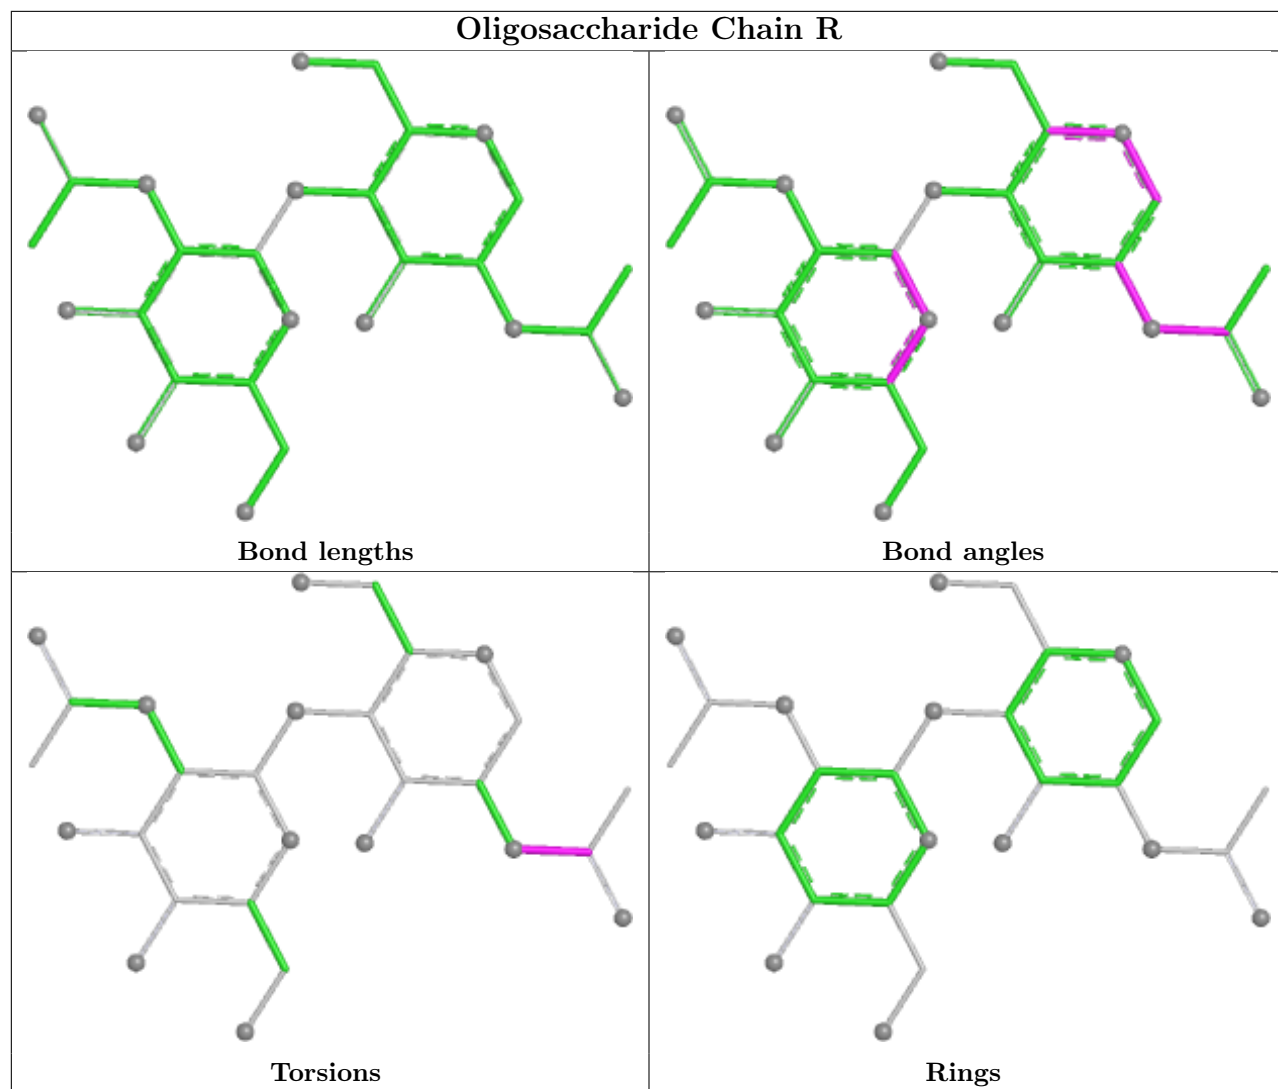 Oligosaccharide Chain R
Bond lengths
Bond angles
Torsions
Rings